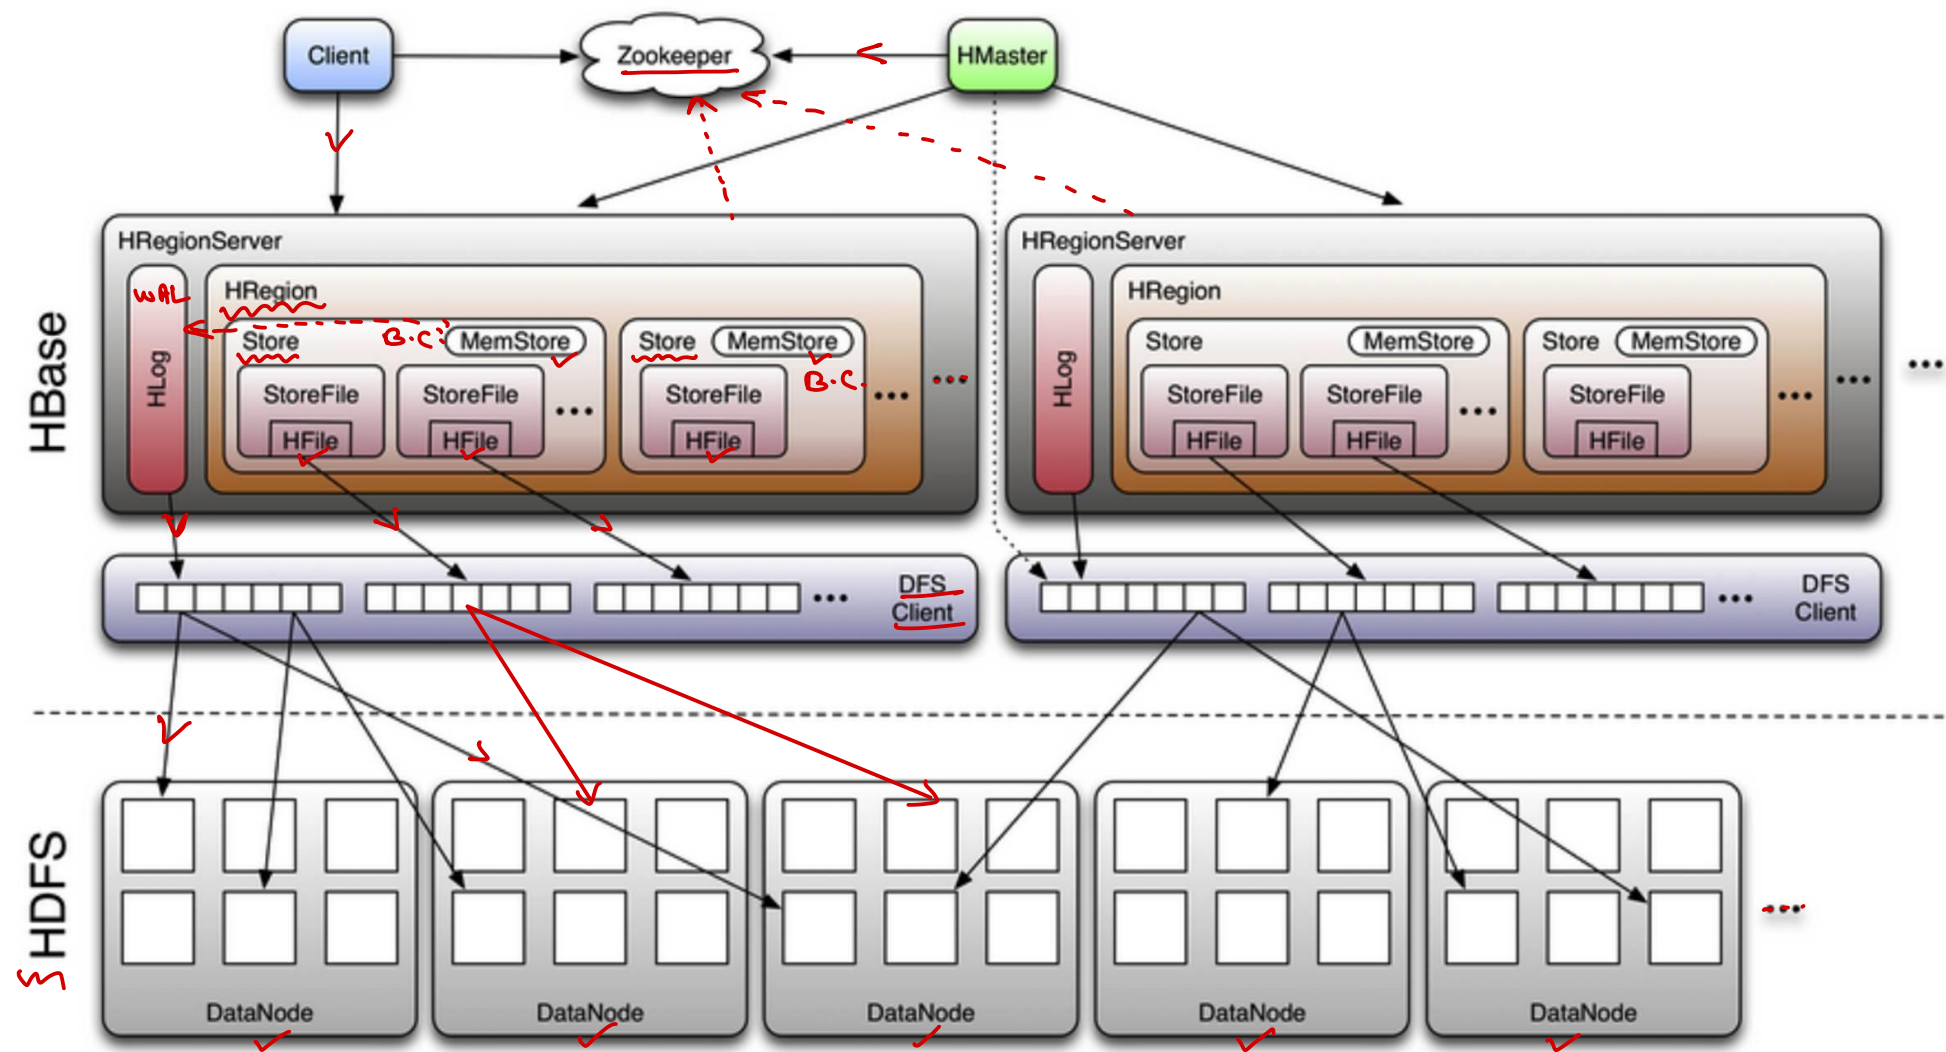 Client
Zookeeper
HMaster
HBase
HRegionServer
WAL
HLog
HRegion
Store
B.C.
MemStore
StoreFile
HFile
StoreFile
HFile
...
Store
MemStore
B.C.
StoreFile
HFile
...
...
HRegionServer
HLog
HRegion
Store
MemStore
StoreFile
HFile
StoreFile
HFile
...
Store
MemStore
StoreFile
HFile
...
...
...
...
DFS
Client
...
DFS
Client
HDFS
DataNode
DataNode
DataNode
DataNode
DataNode
...